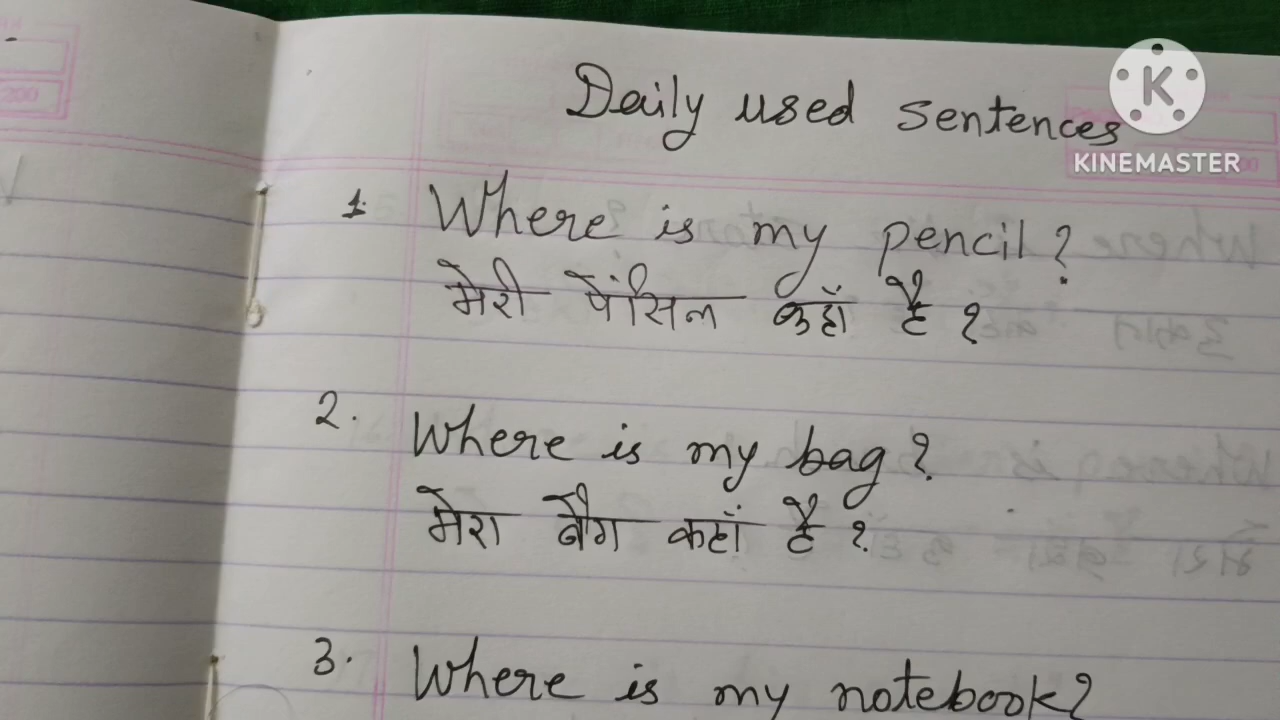 Daily used sentences
KINEMASTER
1. Where is my pencil?
मेरी पेंसिल कहाँ है ?
2. Where is my bag?
मेरा बैग कहाँ है ?
3. Where is my notebook?